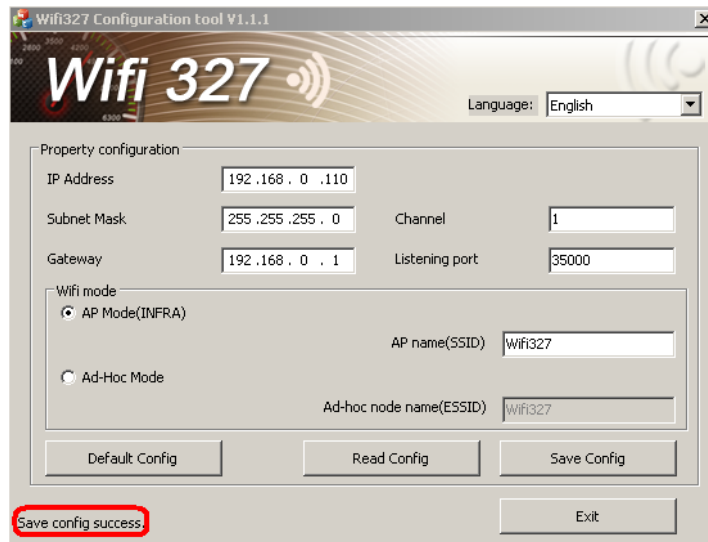 Wifi327 Configuration tool V1.1.1
Wifi 327
Language: English
Property configuration
IP Address 192 .168 . 0 .110
Subnet Mask 255 .255 .255 . 0 Channel 1
Gateway 192 .168 . 0 . 1 Listening port 35000
Wifi mode
AP Mode(INFRA)
AP name(SSID) Wifi327
Ad-Hoc Mode
Ad-hoc node name(ESSID) Wifi327
Default Config Read Config Save Config
Save config success. Exit